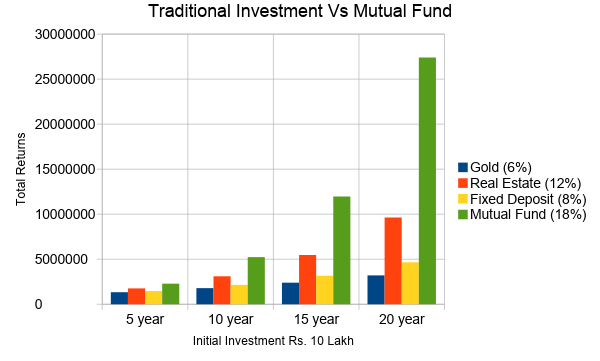 Traditional Investment Vs Mutual Fund
30000000
25000000
20000000
15000000
10000000
5000000
0
Total Returns
5 year
10 year
15 year
20 year
Initial Investment Rs. 10 Lakh
Gold (6%)
Real Estate (12%)
Fixed Deposit (8%)
Mutual Fund (18%)